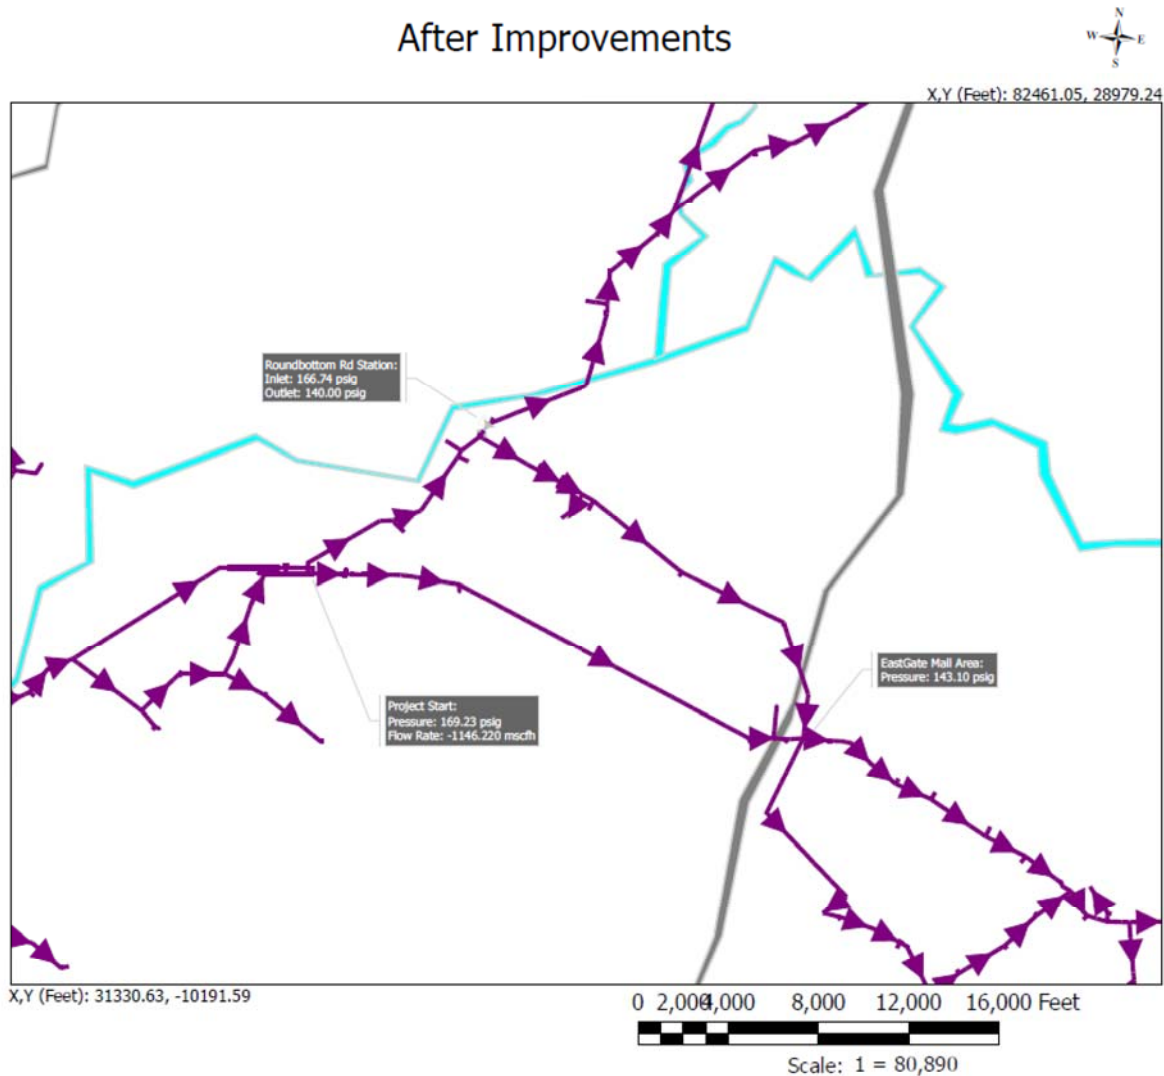 After Improvements
N
W E
S
X,Y (Feet): 82461.05, 28979.24
Roundbottom Rd Station:
Inlet: 166.74 psig
Outlet: 140.00 psig
EastGate Mall Area:
Pressure: 143.10 psig
Project Start:
Pressure: 169.23 psig
Flow Rate: -1146.220 mscfh
X,Y (Feet): 31330.63, -10191.59
0 2,000 4,000 8,000 12,000 16,000 Feet
Scale: 1 = 80,890